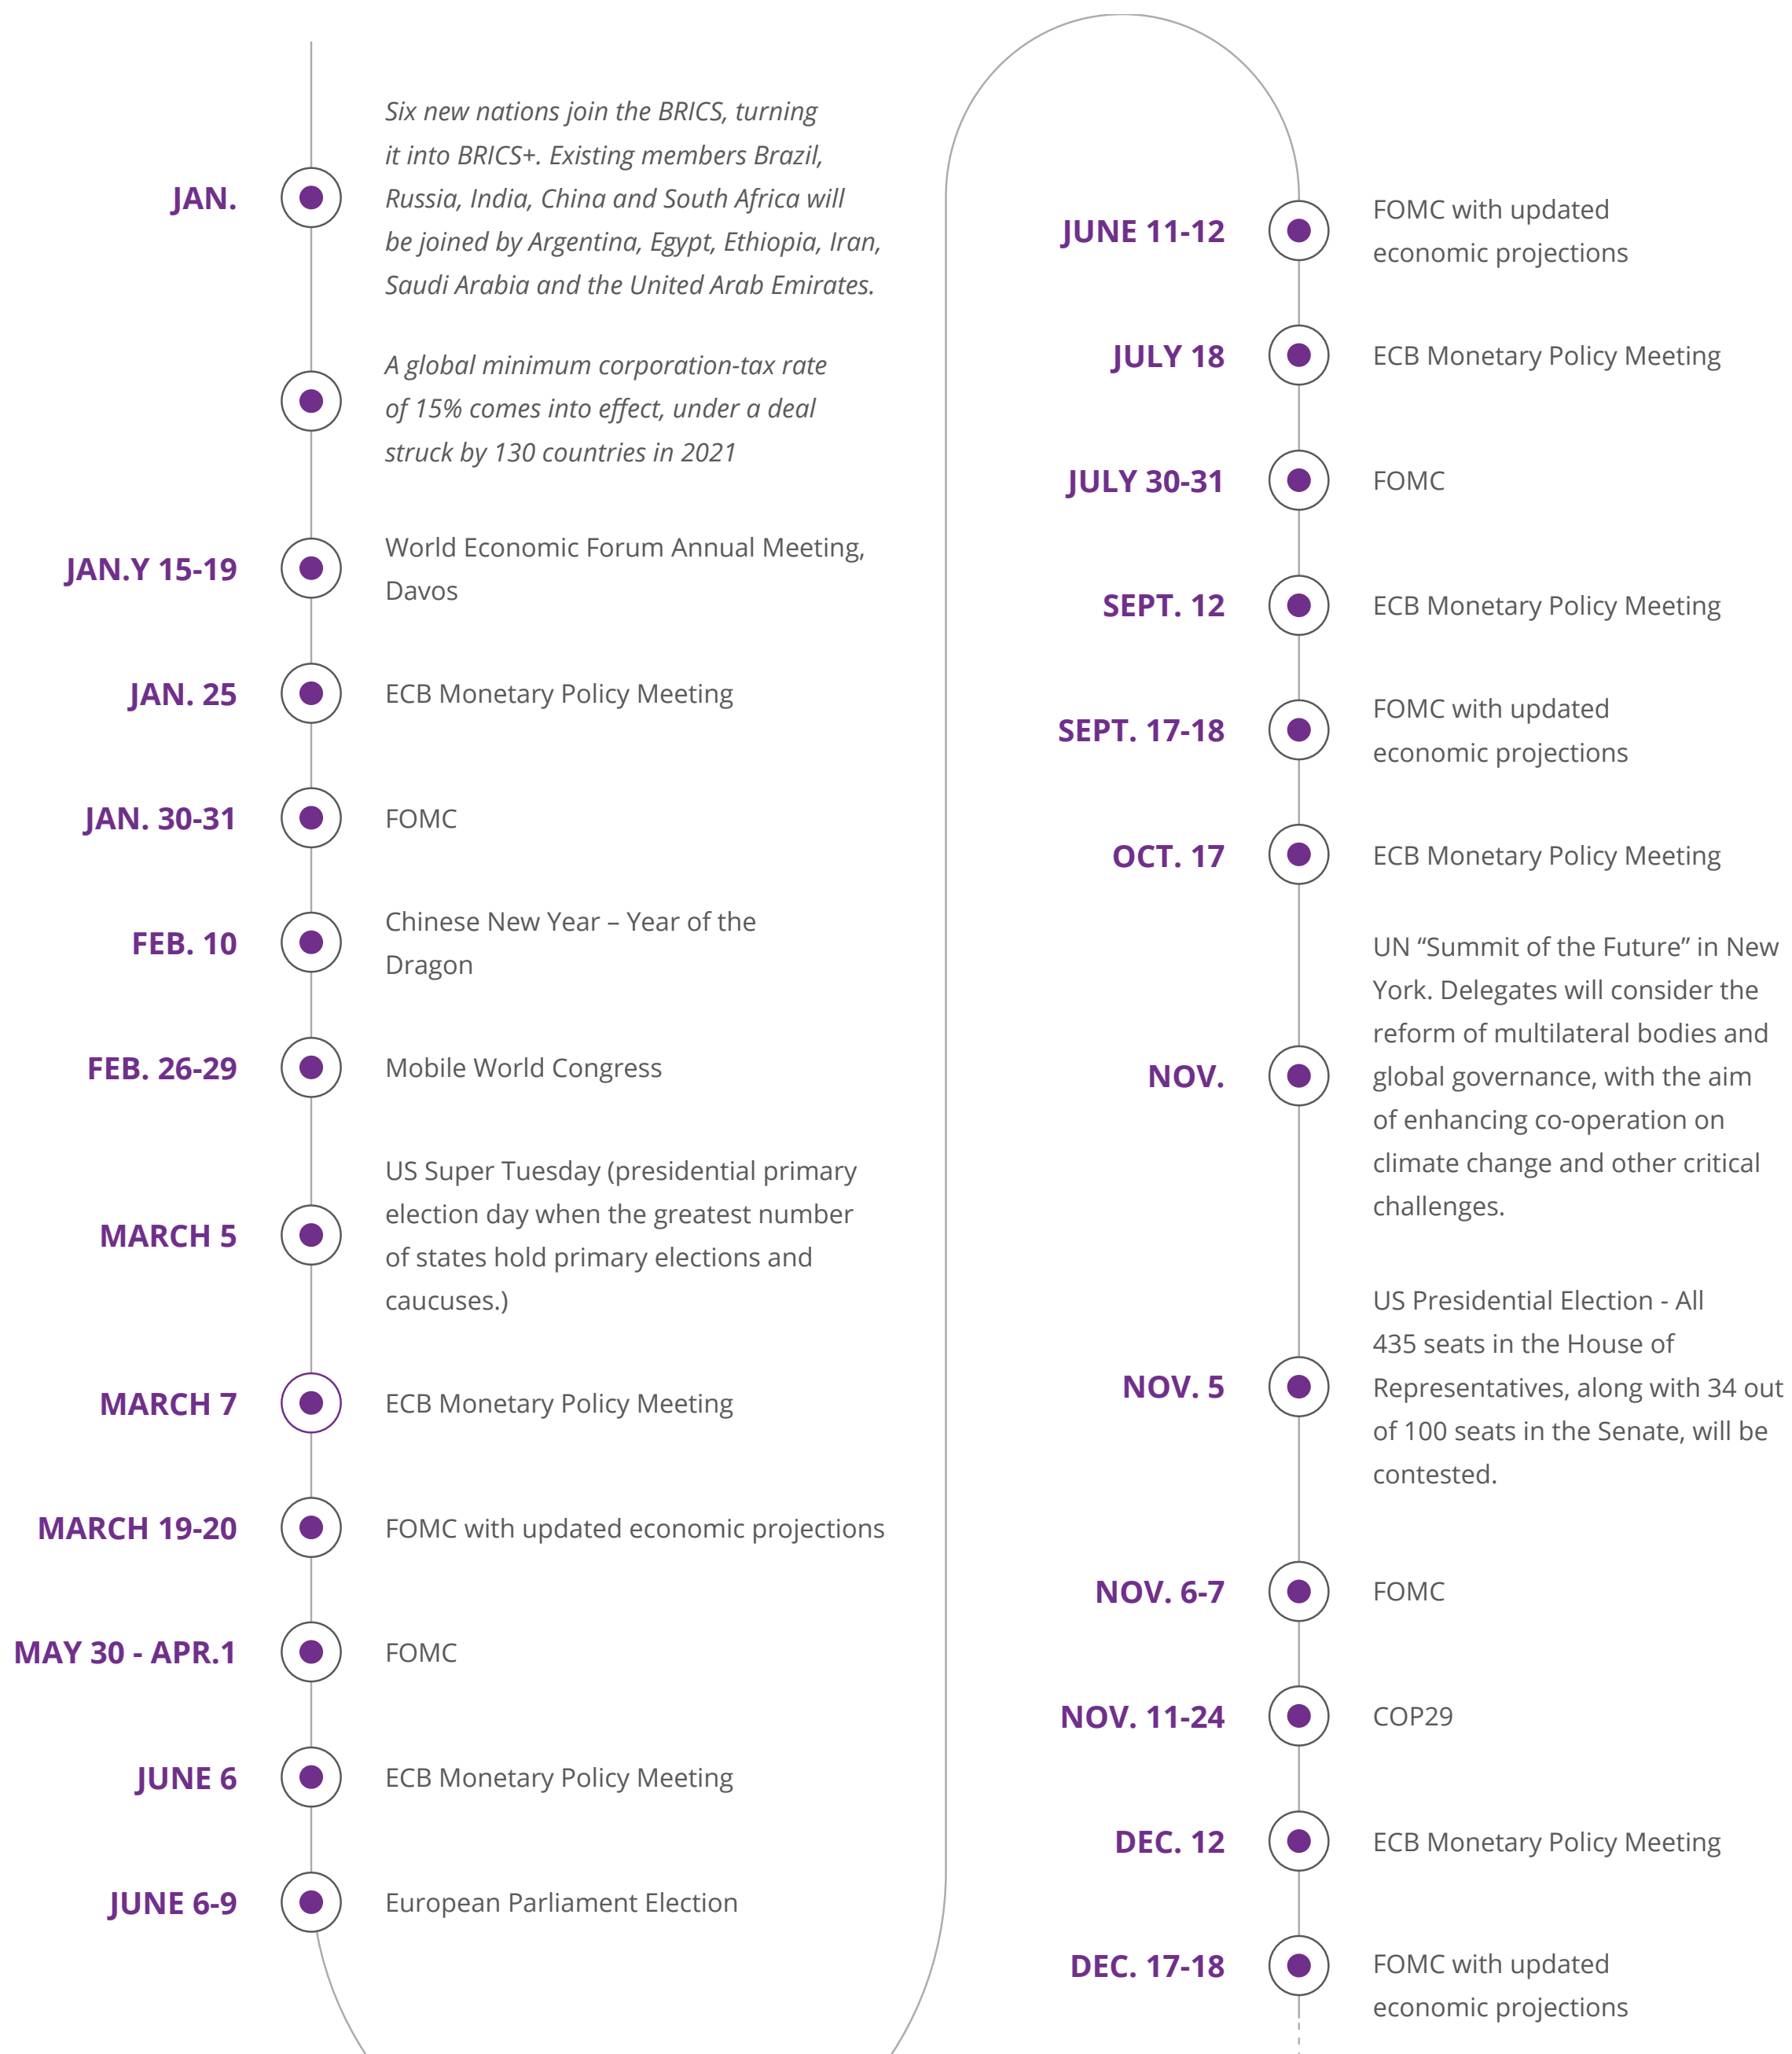 JAN.
Six new nations join the BRICS, turning
it into BRICS+. Existing members Brazil,
Russia, India, China and South Africa will
be joined by Argentina, Egypt, Ethiopia, Iran,
Saudi Arabia and the United Arab Emirates.
A global minimum corporation-tax rate
of 15% comes into effect, under a deal
struck by 130 countries in 2021
JAN.Y 15-19
World Economic Forum Annual Meeting,
Davos
JAN. 25
ECB Monetary Policy Meeting
JAN. 30-31
FOMC
FEB. 10
Chinese New Year – Year of the
Dragon
FEB. 26-29
Mobile World Congress
MARCH 5
US Super Tuesday (presidential primary
election day when the greatest number
of states hold primary elections and
caucuses.)
MARCH 7
ECB Monetary Policy Meeting
MARCH 19-20
FOMC with updated economic projections
MAY 30 - APR.1
FOMC
JUNE 6
ECB Monetary Policy Meeting
JUNE 6-9
European Parliament Election
JUNE 11-12
FOMC with updated
economic projections
JULY 18
ECB Monetary Policy Meeting
JULY 30-31
FOMC
SEPT. 12
ECB Monetary Policy Meeting
SEPT. 17-18
FOMC with updated
economic projections
OCT. 17
ECB Monetary Policy Meeting
NOV.
UN “Summit of the Future” in New
York. Delegates will consider the
reform of multilateral bodies and
global governance, with the aim
of enhancing co-operation on
climate change and other critical
challenges.
NOV. 5
US Presidential Election - All
435 seats in the House of
Representatives, along with 34 out
of 100 seats in the Senate, will be
contested.
NOV. 6-7
FOMC
NOV. 11-24
COP29
DEC. 12
ECB Monetary Policy Meeting
DEC. 17-18
FOMC with updated
economic projections